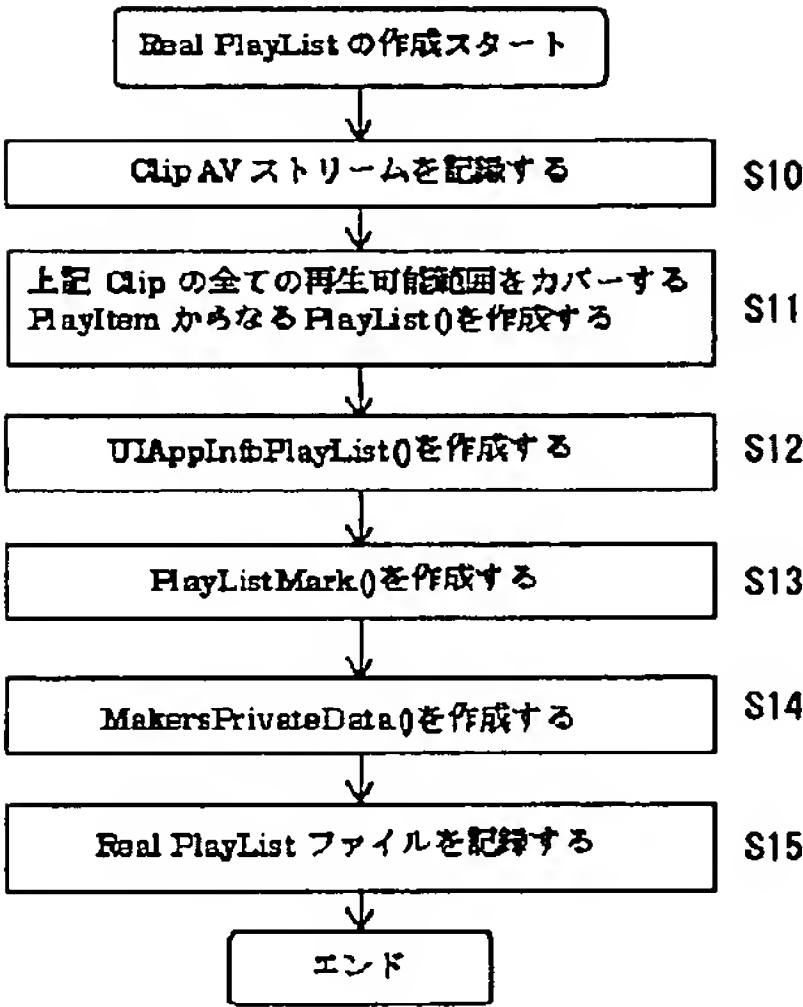 Real PlayList の作成スタート
Clip AV ストリームを記録する
S10
上記 Clip の全ての再生可能範囲をカバーする
PlayItem からなる PlayList()を作成する
S11
UIAppInfoPlayList()を作成する
S12
PlayListMark()を作成する
S13
MakersPrivateData()を作成する
S14
Real PlayList ファイルを記録する
S15
エンド